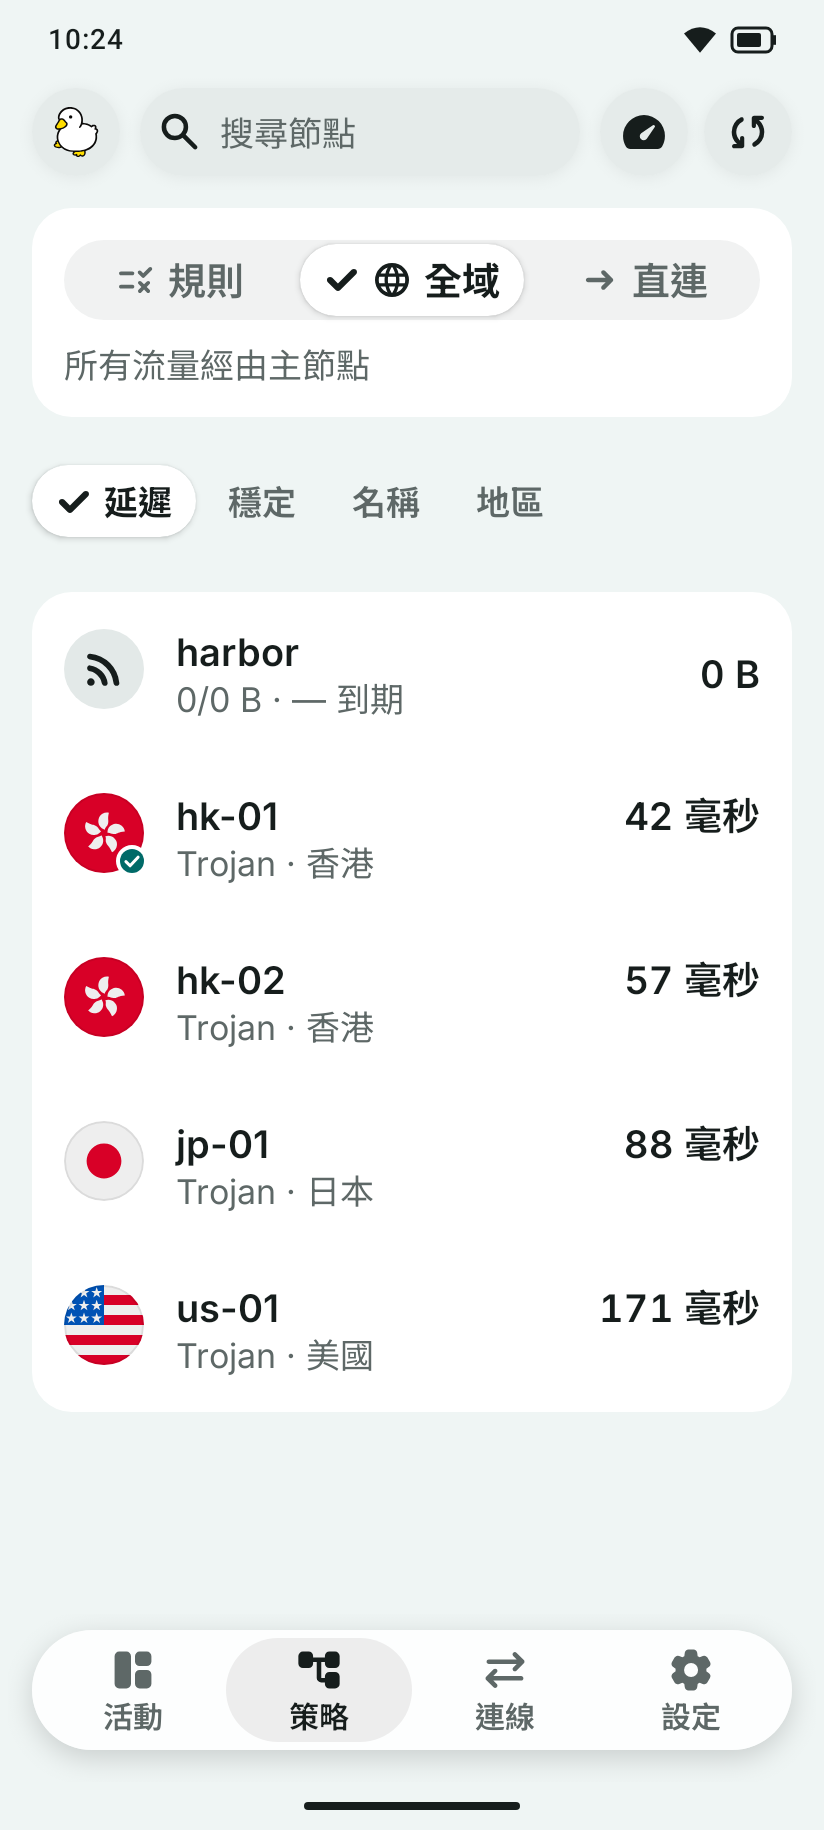 10:24
搜尋節點
規則
全域
直連
所有流量經由主節點
延遲
穩定
名稱
地區
harbor
0/0 B · — 到期
0 B
hk-01
Trojan · 香港
42 毫秒
hk-02
Trojan · 香港
57 毫秒
jp-01
Trojan · 日本
88 毫秒
us-01
Trojan · 美國
171 毫秒
活動
策略
連線
設定